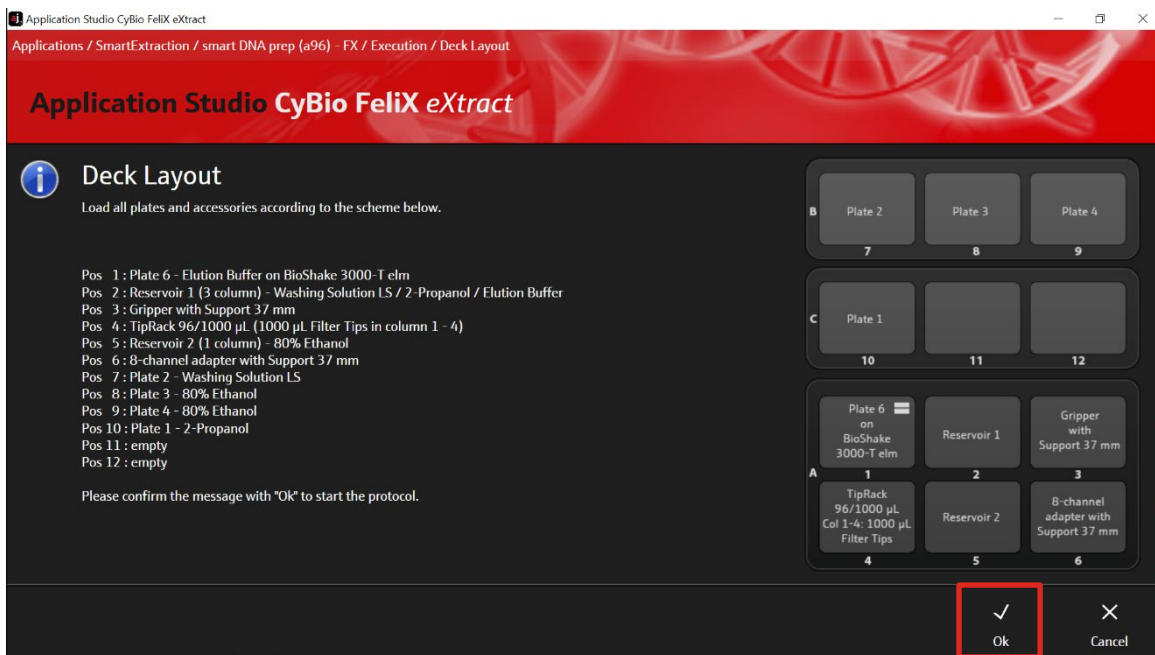 Application Studio CyBio FeliX eXtract
Applications / SmartExtraction / smart DNA prep (a96) - FX / Execution / Deck Layout
Application Studio CyBio FeliX eXtract
Deck Layout
Load all plates and accessories according to the scheme below.
Pos 1 : Plate 6 - Elution Buffer on BioShake 3000-T elm
Pos 2 : Reservoir 1 (3 column) - Washing Solution LS / 2-Propanol / Elution Buffer
Pos 3 : Gripper with Support 37 mm
Pos 4 : TipRack 96/1000 µL (1000 µL Filter Tips in column 1 - 4)
Pos 5 : Reservoir 2 (1 column) - 80% Ethanol
Pos 6 : 8-channel adapter with Support 37 mm
Pos 7 : Plate 2 - Washing Solution LS
Pos 8 : Plate 3 - 80% Ethanol
Pos 9 : Plate 4 - 80% Ethanol
Pos 10 : Plate 1 - 2-Propanol
Pos 11 : empty
Pos 12 : empty
Please confirm the message with "Ok" to start the protocol.
B Plate 2 Plate 3 Plate 4
7 8 9
C Plate 1
10 11 12
Plate 6
on
BioShake
3000-T elm
Reservoir 1
Gripper
with
Support 37 mm
A 1 2 3
TipRack
96/1000 µL
Col 1-4: 1000 µL
Filter Tips
Reservoir 2
8-channel
adapter with
Support 37 mm
4 5 6
Ok Cancel